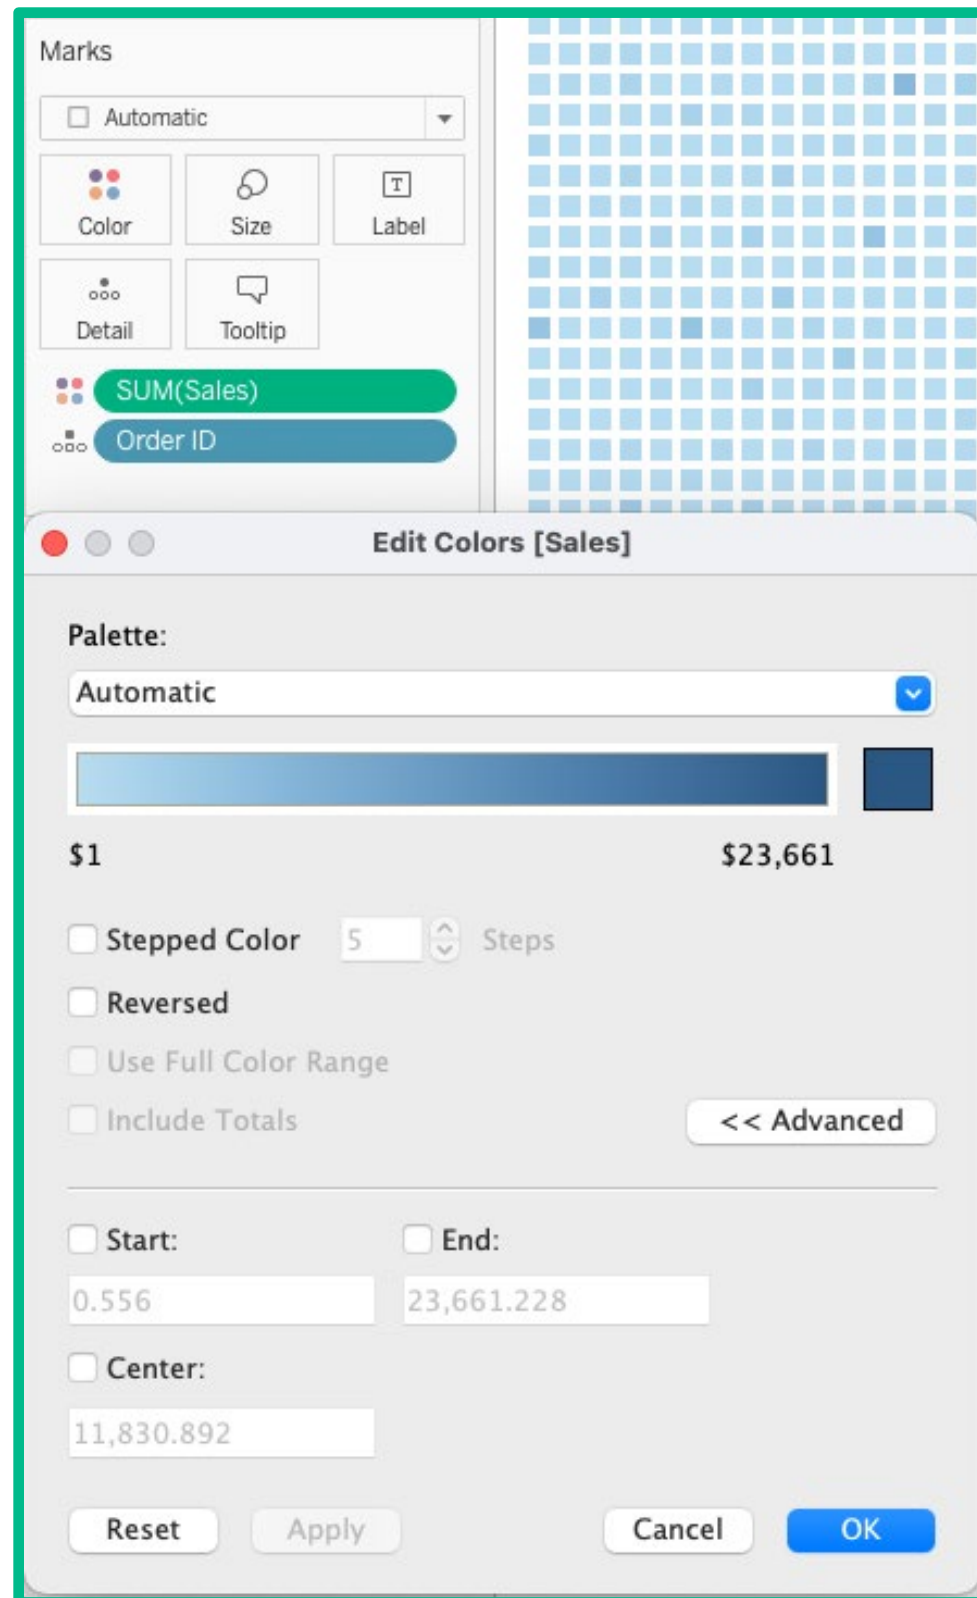 Marks
Automatic
Color
Size
T
Label
Detail
Tooltip
SUM(Sales)
Order ID
Edit Colors [Sales]
Palette:
Automatic
$1
$23,661
Stepped Color
5
Steps
Reversed
Use Full Color Range
Include Totals
<< Advanced
Start:
End:
0.556
23,661.228
Center:
11,830.892
Reset
Apply
Cancel
OK